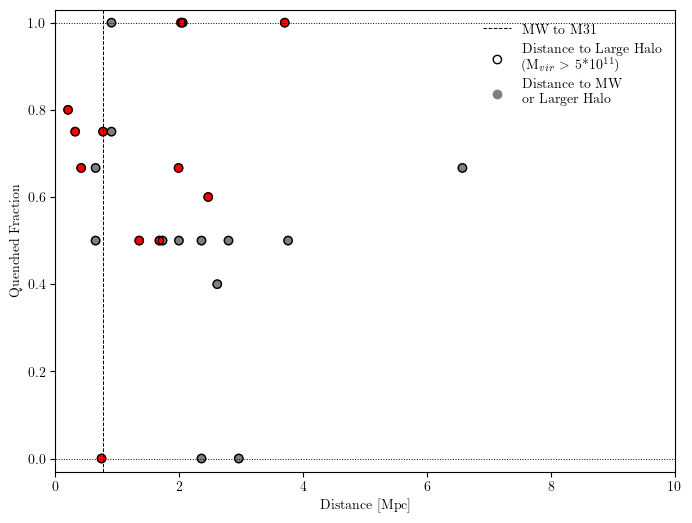 1.0
0.8
0.6
0.4
0.2
0.0
Quenched Fraction
MW to M31
Distance to Large Halo
(M_{vir} > 5*10^{11})
Distance to MW
or Larger Halo
0 2 4 6 8 10
Distance [Mpc]